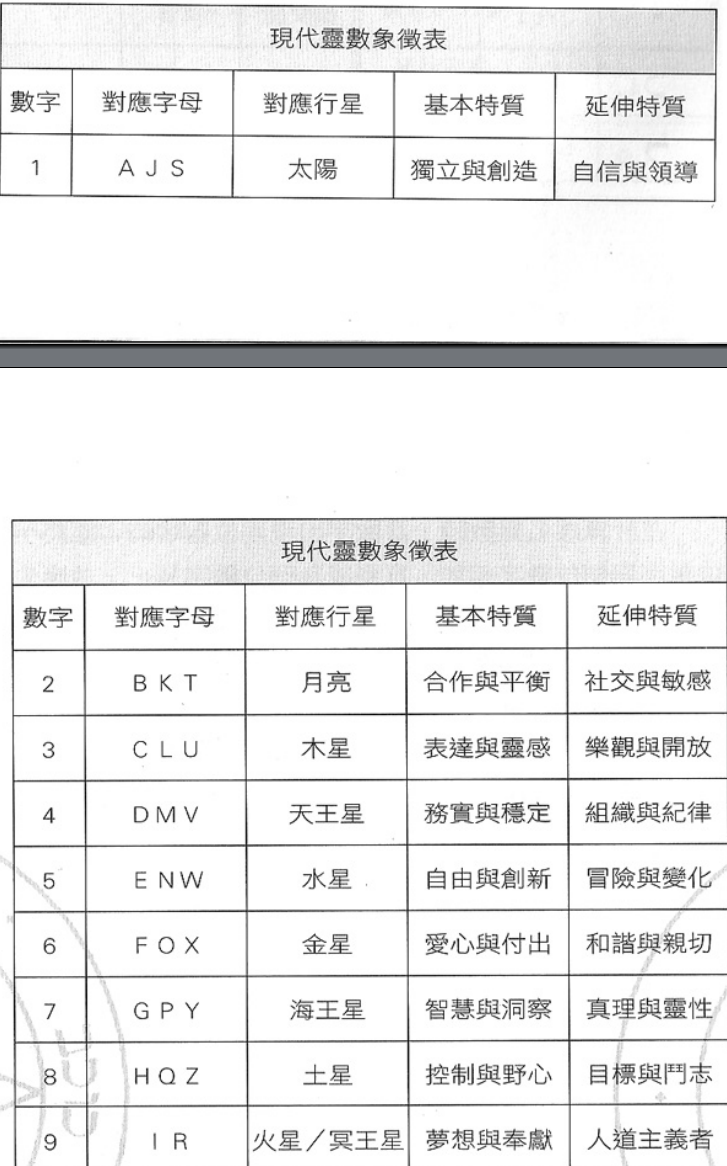 現代靈數象徵表
數字 對應字母 對應行星 基本特質 延伸特質
1 A J S 太陽 獨立與創造 自信與領導
現代靈數象徵表
數字 對應字母 對應行星 基本特質 延伸特質
2 B K T 月亮 合作與平衡 社交與敏感
3 C L U 木星 表達與靈感 樂觀與開放
4 D M V 天王星 務實與穩定 組織與紀律
5 E N W 水星 自由與創新 冒險與變化
6 F O X 金星 愛心與付出 和諧與親切
7 G P Y 海王星 智慧與洞察 真理與靈性
8 H Q Z 土星 控制與野心 目標與鬥志
9 I R 火星/冥王星 夢想與奉獻 人道主義者